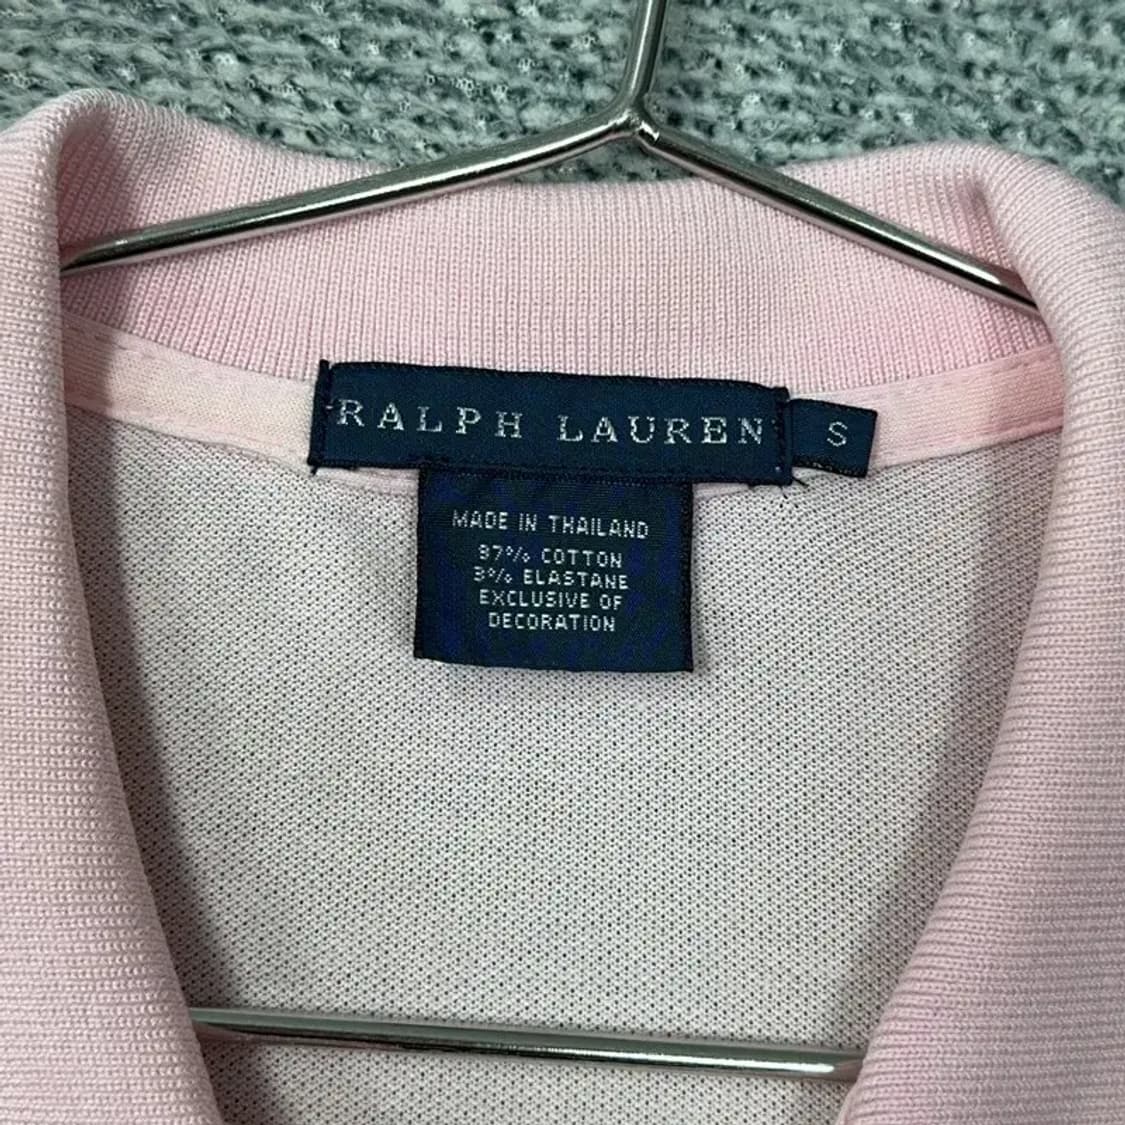 RALPH LAUREN
S
MADE IN THAILAND
97% COTTON
3% ELASTANE
EXCLUSIVE OF
DECORATION